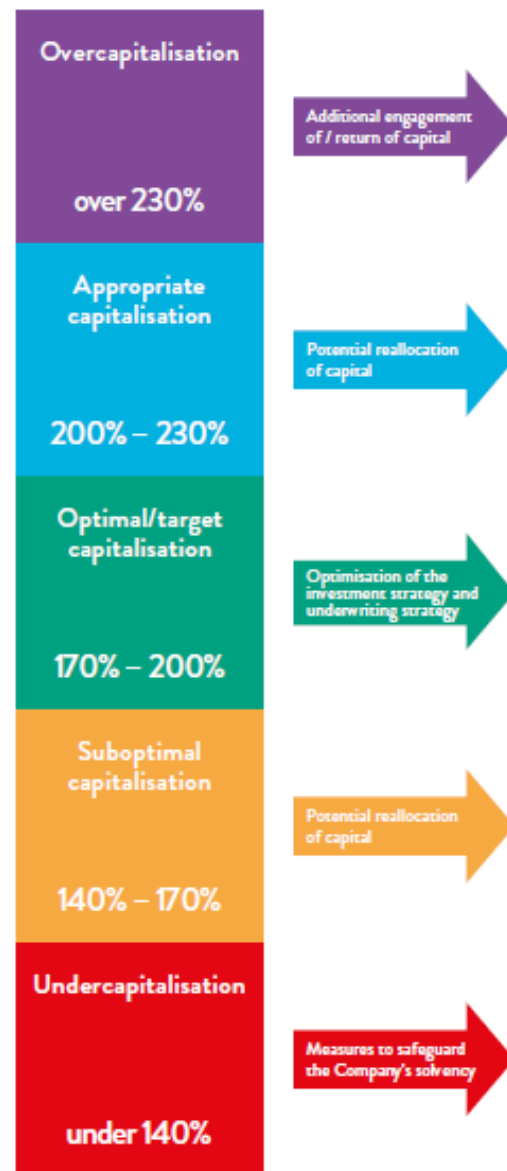 Overcapitalisation
over 230%
Additional engagement
of / return of capital
Appropriate
capitalisation
200% – 230%
Potential reallocation
of capital
Optimal/target
capitalisation
170% – 200%
Optimisation of the
investment strategy and
underwriting strategy
Suboptimal
capitalisation
140% – 170%
Potential reallocation
of capital
Undercapitalisation
under 140%
Measures to safeguard
the Company's solvency